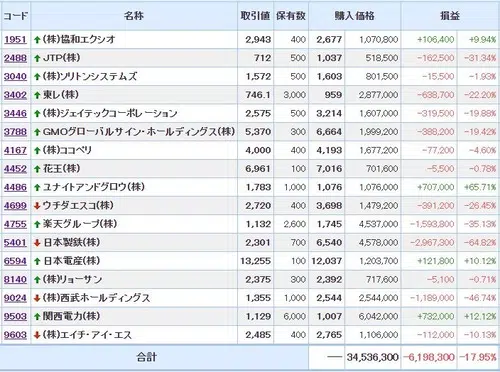 コード 名称 取引値 保有数 購入価格 損益
1951 (株)協和エクシオ 2,943 400 2,677 1,070,800 +106,400 +9.94%
2488 JTP(株) 712 500 1,037 518,500 -162,500 -31.34%
3040 (株)ソリトンシステムズ 1,572 500 1,603 801,500 -15,500 -1.93%
3402 東レ(株) 746.1 3,000 959 2,877,000 -638,700 -22.20%
3446 (株)ジェイテックコーポレーション 2,575 500 3,214 1,607,000 -319,500 -19.88%
3788 GMOグローバルサイン・ホールディングス(株) 5,370 300 6,664 1,999,200 -388,200 -19.42%
4167 (株)ココペリ 4,000 400 4,193 1,677,200 -77,200 -4.60%
4452 花王(株) 6,961 100 7,016 701,600 -5,500 -0.78%
4486 ユナイトアンドグロウ(株) 1,783 1,000 1,076 1,076,000 +707,000 +65.71%
4699 ウチダエスコ(株) 2,720 400 3,698 1,479,200 -391,200 -26.45%
4755 楽天グループ(株) 1,132 2,600 1,745 4,537,000 -1,593,800 -35.13%
5401 日本製鉄(株) 2,301 700 6,540 4,578,000 -2,967,300 -64.82%
6594 日本電産(株) 13,255 100 12,037 1,203,700 +121,800 +10.12%
8140 (株)リョーサン 2,375 300 2,392 717,600 -5,100 -0.71%
9024 (株)西武ホールディングス 1,355 1,000 2,544 2,544,000 -1,189,000 -46.74%
9503 関西電力(株) 1,129 6,000 1,007 6,042,000 +732,000 +12.12%
9603 (株)エイチ・アイ・エス 2,485 400 2,765 1,106,000 -112,000 -10.13%
合計 ── 34,536,300 -6,198,300 -17.95%